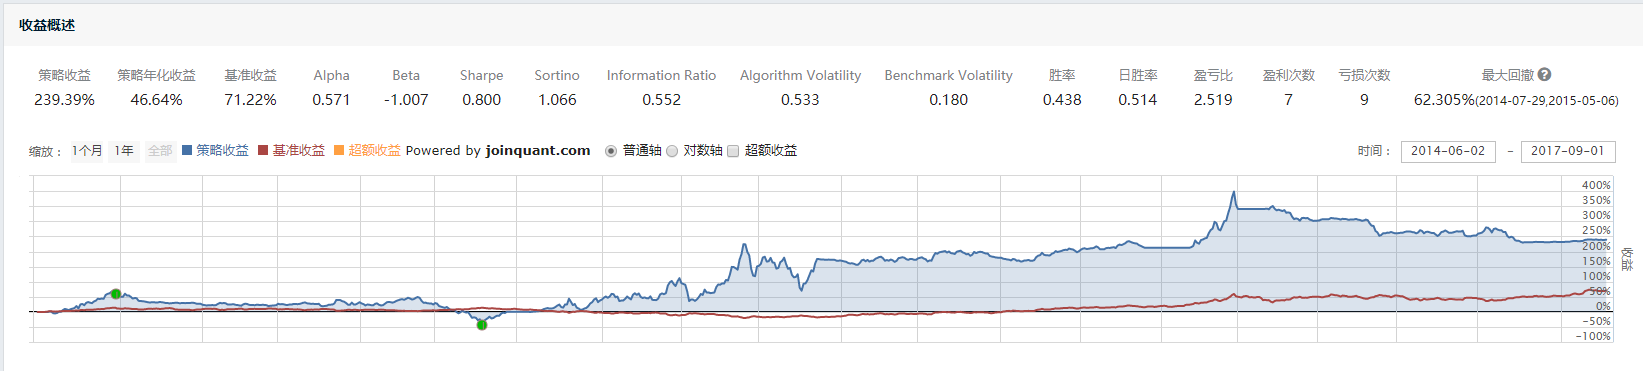 收益概述
策略收益 策略年化收益 基准收益 Alpha Beta Sharpe Sortino Information Ratio Algorithm Volatility Benchmark Volatility 胜率 日胜率 盈亏比 盈利次数 亏损次数 最大回撤 ?
239.39% 46.64% 71.22% 0.571 -1.007 0.800 1.066 0.552 0.533 0.180 0.438 0.514 2.519 7 9 62.305%(2014-07-29,2015-05-06)
缩放： 1个月 1年 全部 策略收益 基准收益 超额收益 Powered by joinquant.com 普通轴 对数轴 超额收益 时间： 2014-06-02 - 2017-09-01
400%
350%
300%
250%
200%
150%
100%
50%
0%
-50%
-100%
收益